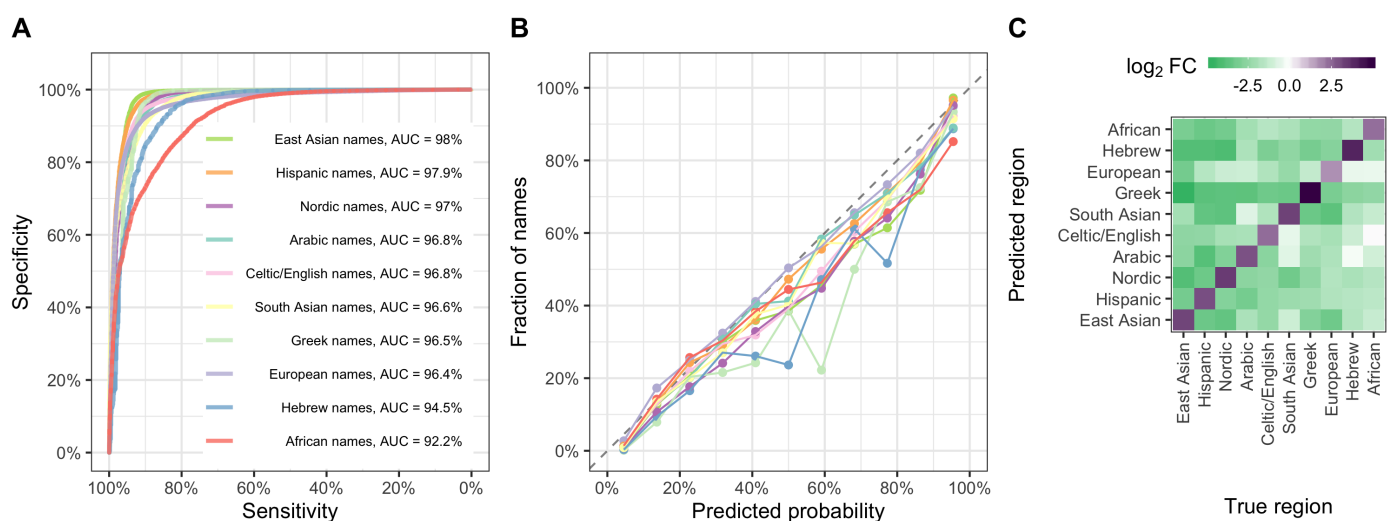 A
100%
80%
60%
40%
20%
0%
Specificity
East Asian names, AUC = 98%
Hispanic names, AUC = 97.9%
Nordic names, AUC = 97%
Arabic names, AUC = 96.8%
Celtic/English names, AUC = 96.8%
South Asian names, AUC = 96.6%
Greek names, AUC = 96.5%
European names, AUC = 96.4%
Hebrew names, AUC = 94.5%
African names, AUC = 92.2%
100% 80% 60% 40% 20% 0%
Sensitivity
B
100%
80%
60%
40%
20%
0%
Fraction of names
0% 20% 40% 60% 80% 100%
Predicted probability
C
log₂ FC
-2.5 0.0 2.5
Predicted region
African
Hebrew
European
Greek
South Asian
Celtic/English
Arabic
Nordic
Hispanic
East Asian
East Asian
Hispanic
Nordic
Arabic
Celtic/English
South Asian
Greek
European
Hebrew
African
True region